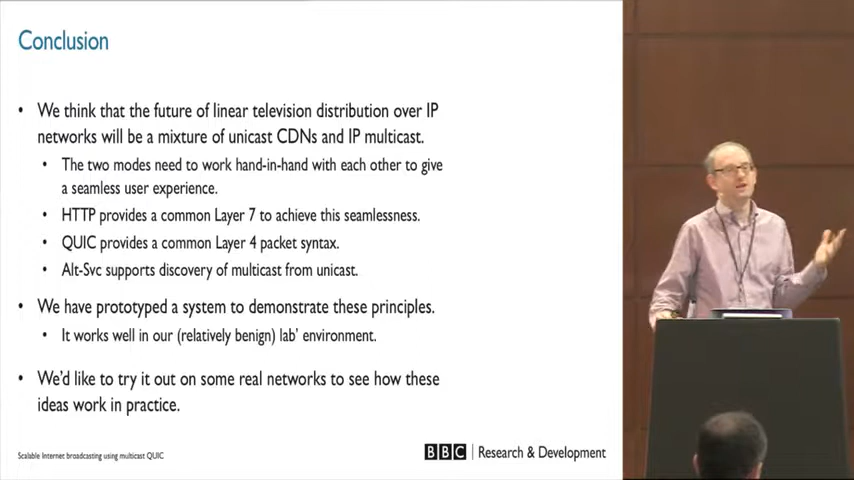 Conclusion
• We think that the future of linear television distribution over IP
networks will be a mixture of unicast CDNs and IP multicast.
• The two modes need to work hand-in-hand with each other to give
a seamless user experience.
• HTTP provides a common Layer 7 to achieve this seamlessness.
• QUIC provides a common Layer 4 packet syntax.
• Alt-Svc supports discovery of multicast from unicast.
• We have prototyped a system to demonstrate these principles.
• It works well in our (relatively benign) lab' environment.
• We'd like to try it out on some real networks to see how these
ideas work in practice.
Scalable Internet broadcasting using multicast QUIC
BBC | Research & Development